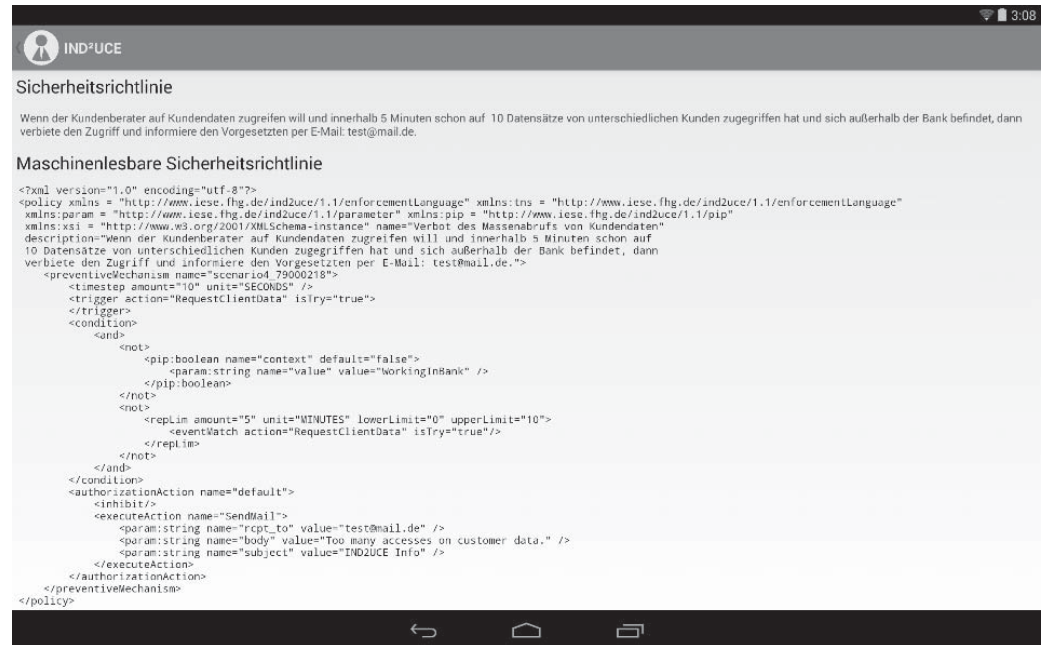 3:08
IND²UCE
Sicherheitsrichtlinie
Wenn der Kundenberater auf Kundendaten zugreifen will und innerhalb 5 Minuten schon auf 10 Datensätze von unterschiedlichen Kunden zugegriffen hat und sich außerhalb der Bank befindet, dann
verbiete den Zugriff und informiere den Vorgesetzten per E-Mail: test@mail.de.
Maschinenlesbare Sicherheitsrichtlinie
<?xml version="1.0" encoding="utf-8"?>
<policy xmlns = "http://www.iese.fhg.de/ind2uce/1.1/enforcementLanguage" xmlns:tns = "http://www.iese.fhg.de/ind2uce/1.1/enforcementLanguage"
xmlns:param = "http://www.iese.fhg.de/ind2uce/1.1/parameter" xmlns:pip = "http://www.iese.fhg.de/ind2uce/1.1/pip"
xmlns:xsi = "http://www.w3.org/2001/XMLSchema-instance" name="Verbot des Massenabrufs von Kundendaten"
description="Wenn der Kundenberater auf Kundendaten zugreifen will und innerhalb 5 Minuten schon auf
10 Datensätze von unterschiedlichen Kunden zugegriffen hat und sich außerhalb der Bank befindet, dann
verbiete den Zugriff und informiere den Vorgesetzten per E-Mail: test@mail.de.">
<preventiveMechanism name="scenario4_79000218">
<timestep amount="10" unit="SECONDS" />
<trigger action="RequestClientData" isTry="true">
</trigger>
<condition>
<and>
<not>
<pip:boolean name="context" default="false">
<param:string name="value" value="WorkingInBank" />
</pip:boolean>
</not>
<not>
<repLim amount="5" unit="MINUTES" lowerLimit="0" upperLimit="10">
<eventMatch action="RequestClientData" isTry="true"/>
</repLim>
</not>
</and>
</condition>
<authorizationAction name="default">
<inhibit/>
<executeAction name="SendMail">
<param:string name="rcpt_to" value="test@mail.de" />
<param:string name="body" value="Too many accesses on customer data." />
<param:string name="subject" value="IND2UCE Info" />
</executeAction>
</authorizationAction>
</preventiveMechanism>
</policy>